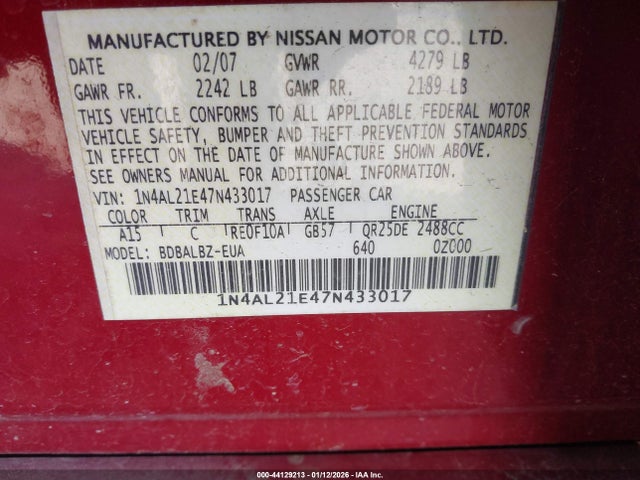 MANUFACTURED BY NISSAN MOTOR CO., LTD.
DATE 02/07 GVWR 4279 LB
GAWR FR. 2242 LB GAWR RR. 2189 LB
THIS VEHICLE CONFORMS TO ALL APPLICABLE FEDERAL MOTOR
VEHICLE SAFETY, BUMPER AND THEFT PREVENTION STANDARDS
IN EFFECT ON THE DATE OF MANUFACTURE SHOWN ABOVE.
SEE OWNERS MANUAL FOR ADDITIONAL INFORMATION.
VIN: 1N4AL21E47N433017 PASSENGER CAR
COLOR TRIM TRANS AXLE ENGINE
A15 C RE0F10A GB57 QR25DE 2488CC
MODEL: BDBALBZ-EUA 640 0Z000
1N4AL21E47N433017
000-44129213 - 01/12/2026 - IAA Inc.